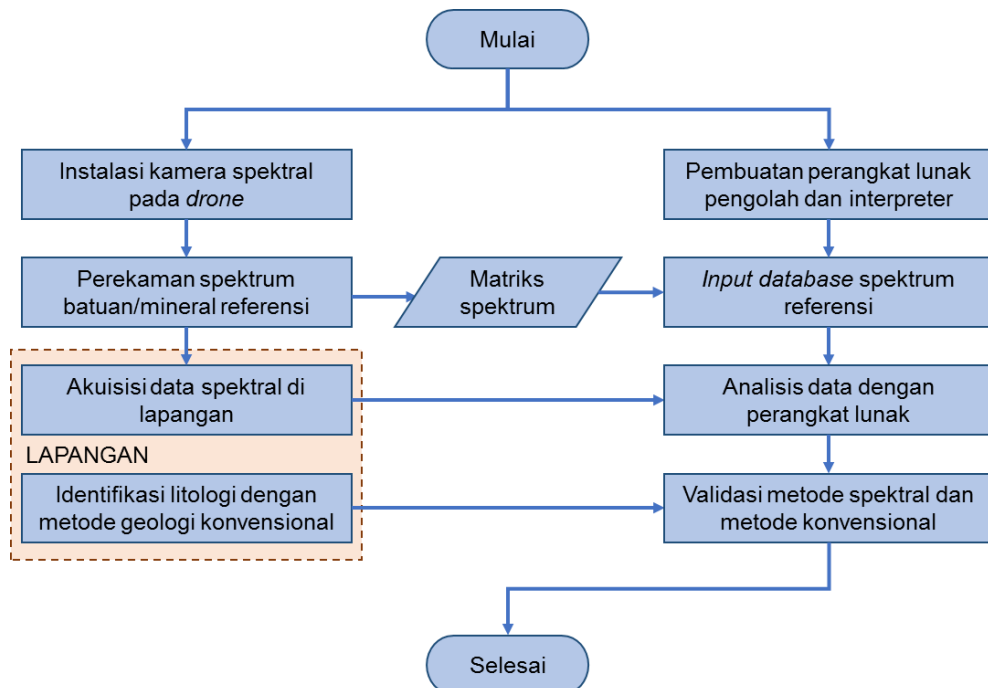 Mulai
Instalasi kamera spektral
pada drone
Pembuatan perangkat lunak
pengolah dan interpreter
Perekaman spektrum
batuan/mineral referensi
Matriks
spektrum
Input database spektrum
referensi
Akuisisi data spektral di
lapangan
Analisis data dengan
perangkat lunak
LAPANGAN
Identifikasi litologi dengan
metode geologi konvensional
Validasi metode spektral dan
metode konvensional
Selesai